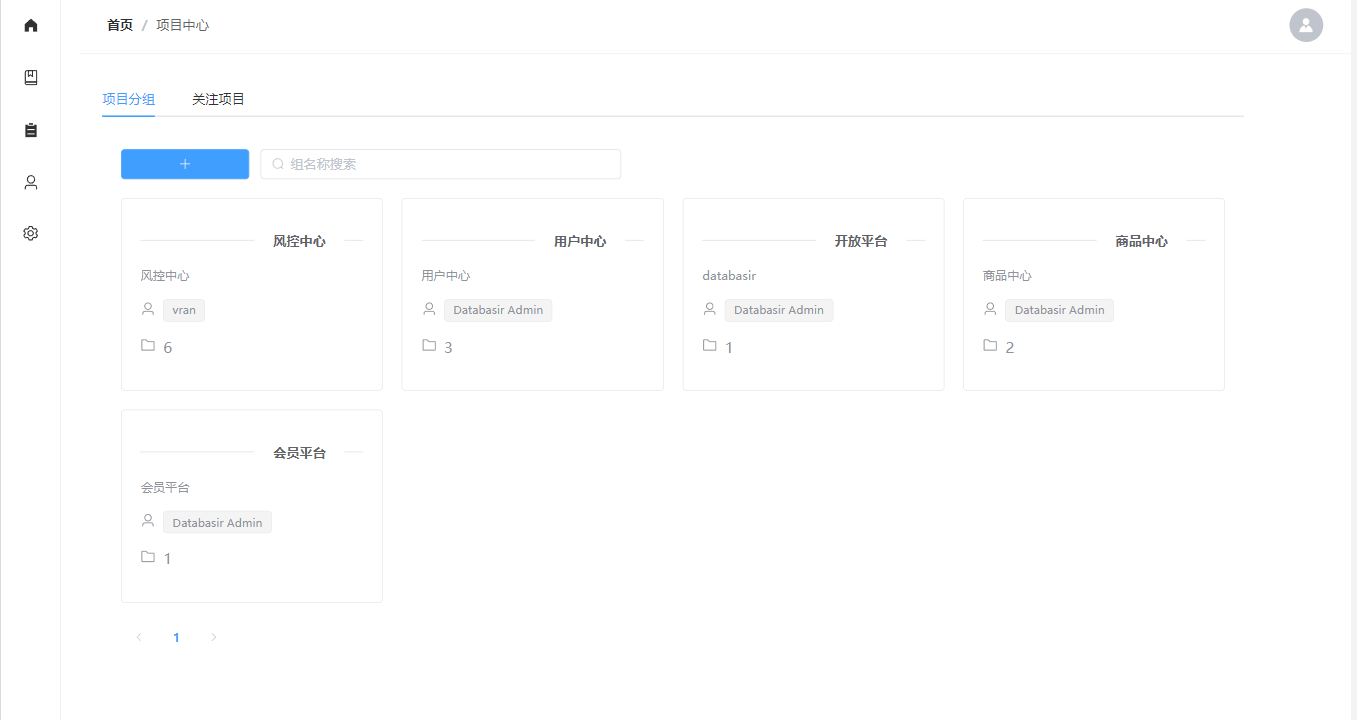 首页 / 项目中心
项目分组 关注项目
+ 组名称搜索
风控中心
风控中心
vran
6
用户中心
用户中心
Databasir Admin
3
开放平台
databasir
Databasir Admin
1
商品中心
商品中心
Databasir Admin
2
会员平台
会员平台
Databasir Admin
1
1